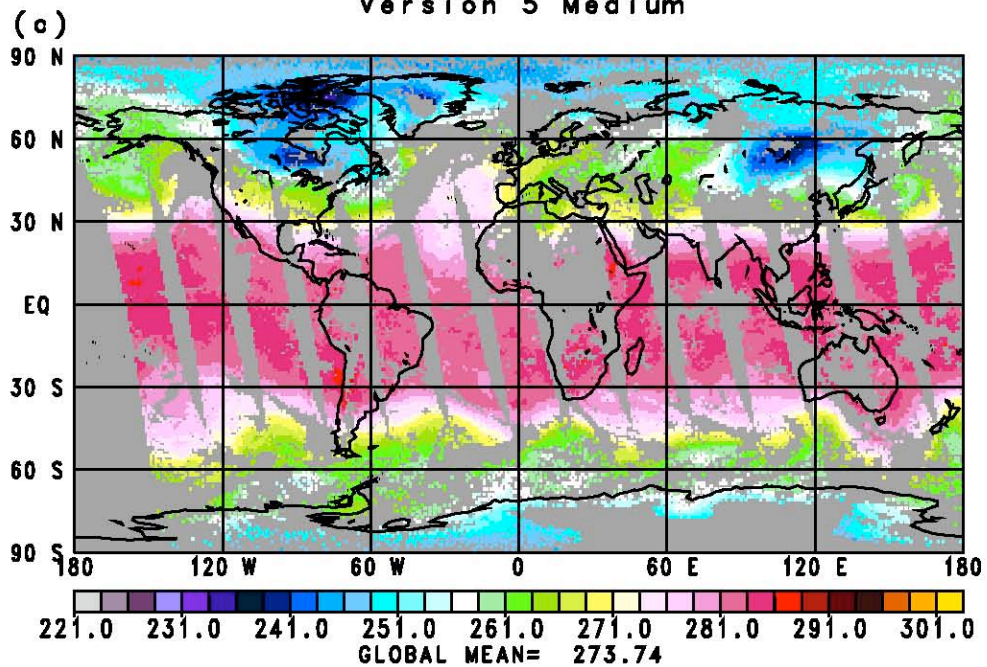 Version 5 Medium
(c)
90 N
60 N
30 N
EQ
30 S
60 S
90 S
180 120 W 60 W 0 60 E 120 E 180
221.0 231.0 241.0 251.0 261.0 271.0 281.0 291.0 301.0
GLOBAL MEAN= 273.74